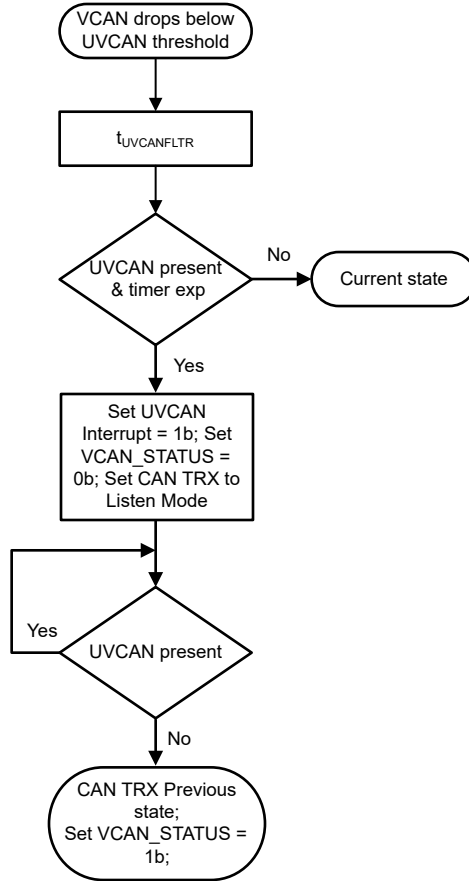 VCAN drops below
UVCAN threshold
tUVCANFLTR
UVCAN present
& timer exp
No
Current state
Yes
Set UVCAN
Interrupt = 1b; Set
VCAN_STATUS =
0b; Set CAN TRX to
Listen Mode
Yes
UVCAN present
No
CAN TRX Previous
state;
Set VCAN_STATUS =
1b;